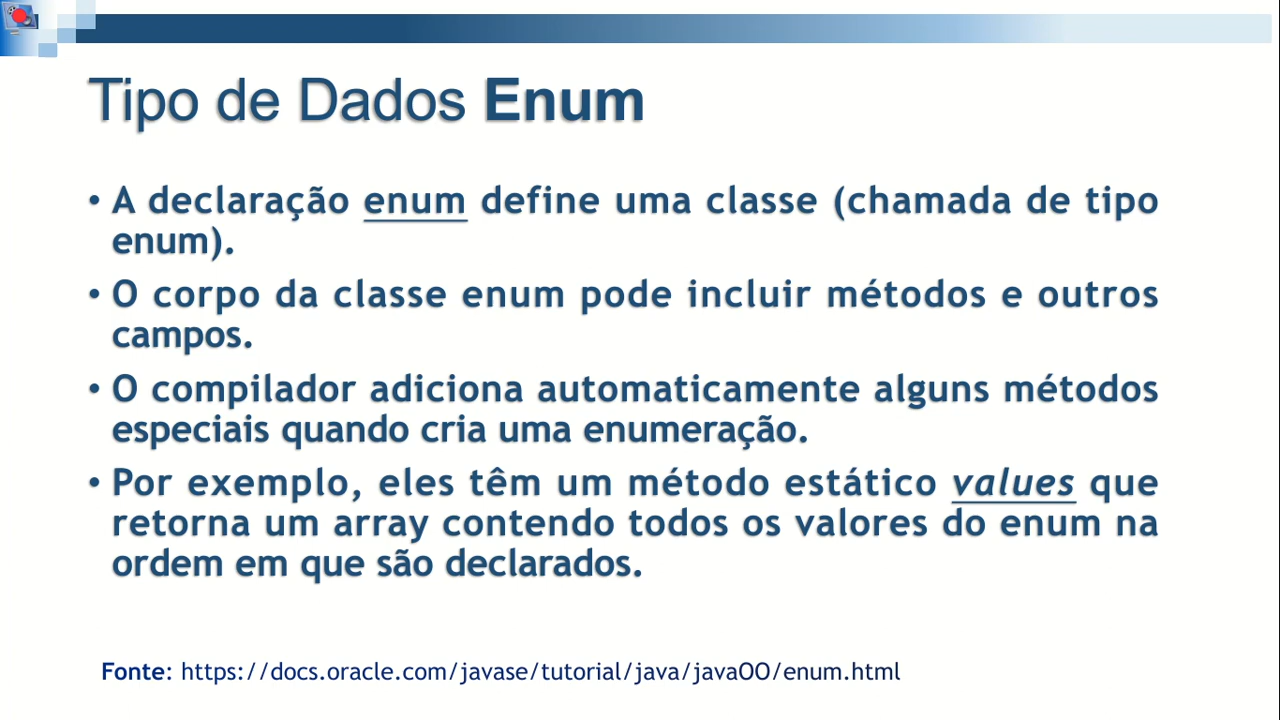 Tipo de Dados Enum
• A declaração enum define uma classe (chamada de tipo
enum).
• O corpo da classe enum pode incluir métodos e outros
campos.
• O compilador adiciona automaticamente alguns métodos
especiais quando cria uma enumeração.
• Por exemplo, eles têm um método estático values que
retorna um array contendo todos os valores do enum na
ordem em que são declarados.
Fonte: https://docs.oracle.com/javase/tutorial/java/javaOO/enum.html